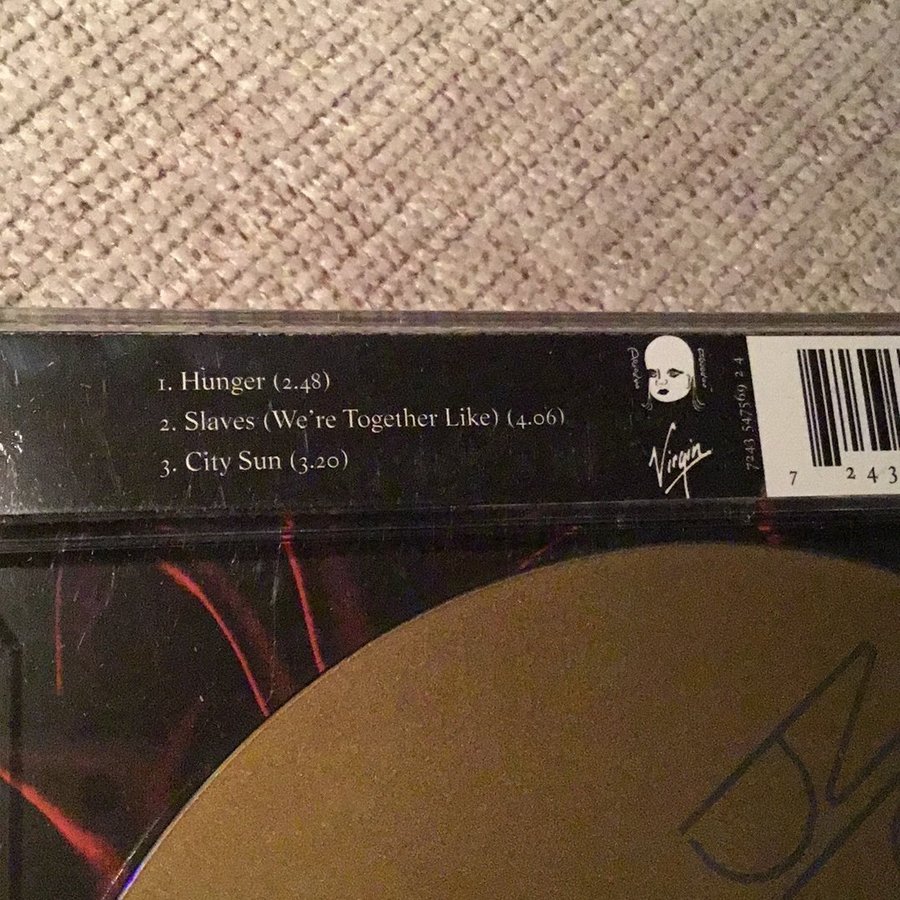 1. Hunger (2.48)
2. Slaves (We're Together Like) (4.06)
3. City Sun (3.20)
Virgin
7243 547569 2 4
7 243